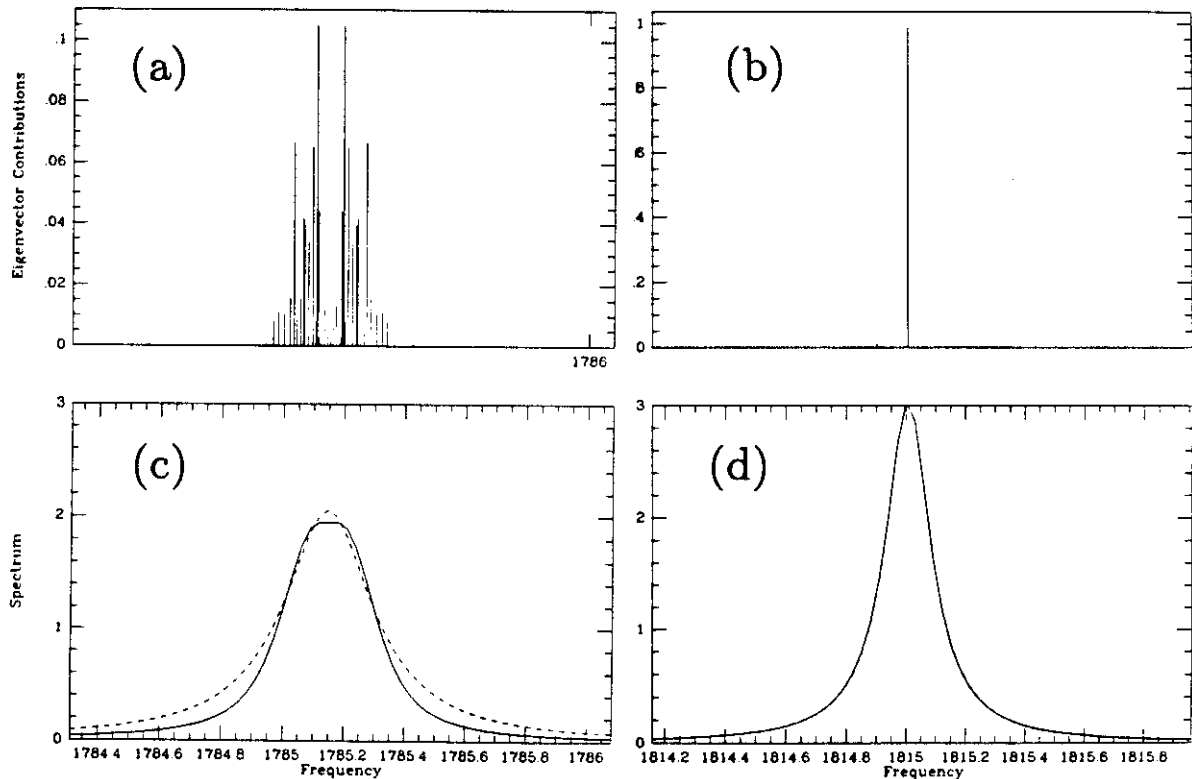 (a)
Eigenvector Contributions
.1
.08
.06
.04
.02
0
1786
(b)
1
.8
.6
.4
.2
0
(c)
Spectrum
3
2
1
0
1784.4 1784.6 1784.8 1785 1785.2 1785.4 1785.6 1785.8 1786
Frequency
(d)
3
2
1
0
1814.2 1814.4 1814.6 1814.8 1815 1815.2 1815.4 1815.6 1815.8
Frequency